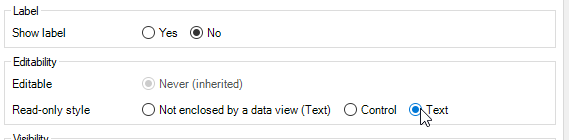 Label
Show label Yes No
Editability
Editable Never (inherited)
Read-only style Not enclosed by a data view (Text) Control Text
Visibility